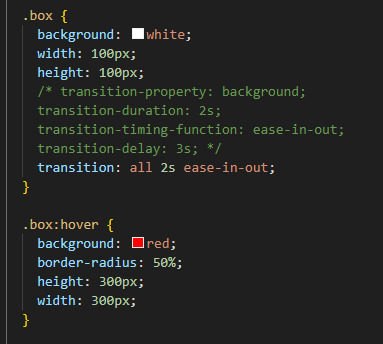 .box {
background: white;
width: 100px;
height: 100px;
/* transition-property: background;
transition-duration: 2s;
transition-timing-function: ease-in-out;
transition-delay: 3s; */
transition: all 2s ease-in-out;
}
.box:hover {
background: red;
border-radius: 50%;
height: 300px;
width: 300px;
}